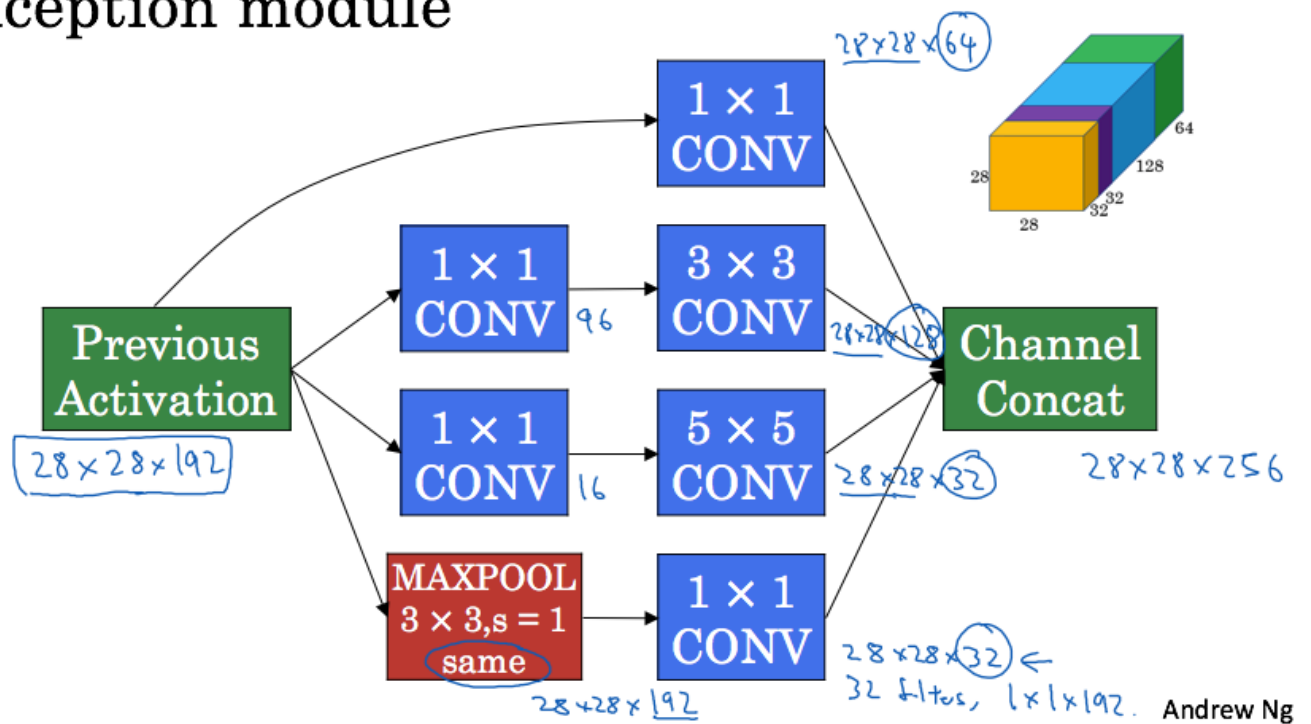 ception module
28×28×64
1 × 1
CONV
28
28
32
32
128
64
1 × 1
CONV
96
3 × 3
CONV
28×28×128
Previous
Activation
28×28×192
Channel
Concat
28×28×256
1 × 1
CONV
16
5 × 5
CONV
28×28×32
MAXPOOL
3 × 3,s = 1
same
28×28×192
1 × 1
CONV
28×28×32 ←
32 filters, 1×1×192.
Andrew Ng